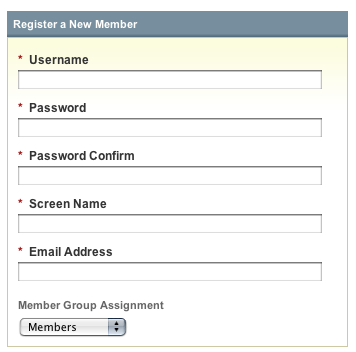 Register a New Member
* Username
* Password
* Password Confirm
* Screen Name
* Email Address
Member Group Assignment
Members